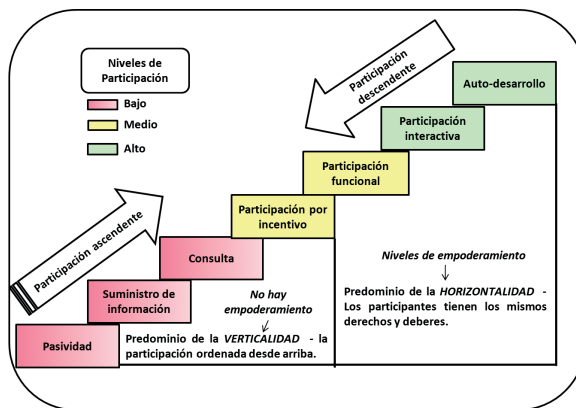 Niveles de
Participación
Bajo
Medio
Alto
Participación
descendente
Auto-desarrollo
Participación
interactiva
Participación
funcional
Participación por
incentivo
Participación ascendente
Consulta
Suministro de
información
Pasividad
No hay
empoderamiento
Predominio de la VERTICALIDAD - la
participación ordenada desde arriba.
Niveles de empoderamiento
Predominio de la HORIZONTALIDAD -
Los participantes tienen los mismos
derechos y deberes.